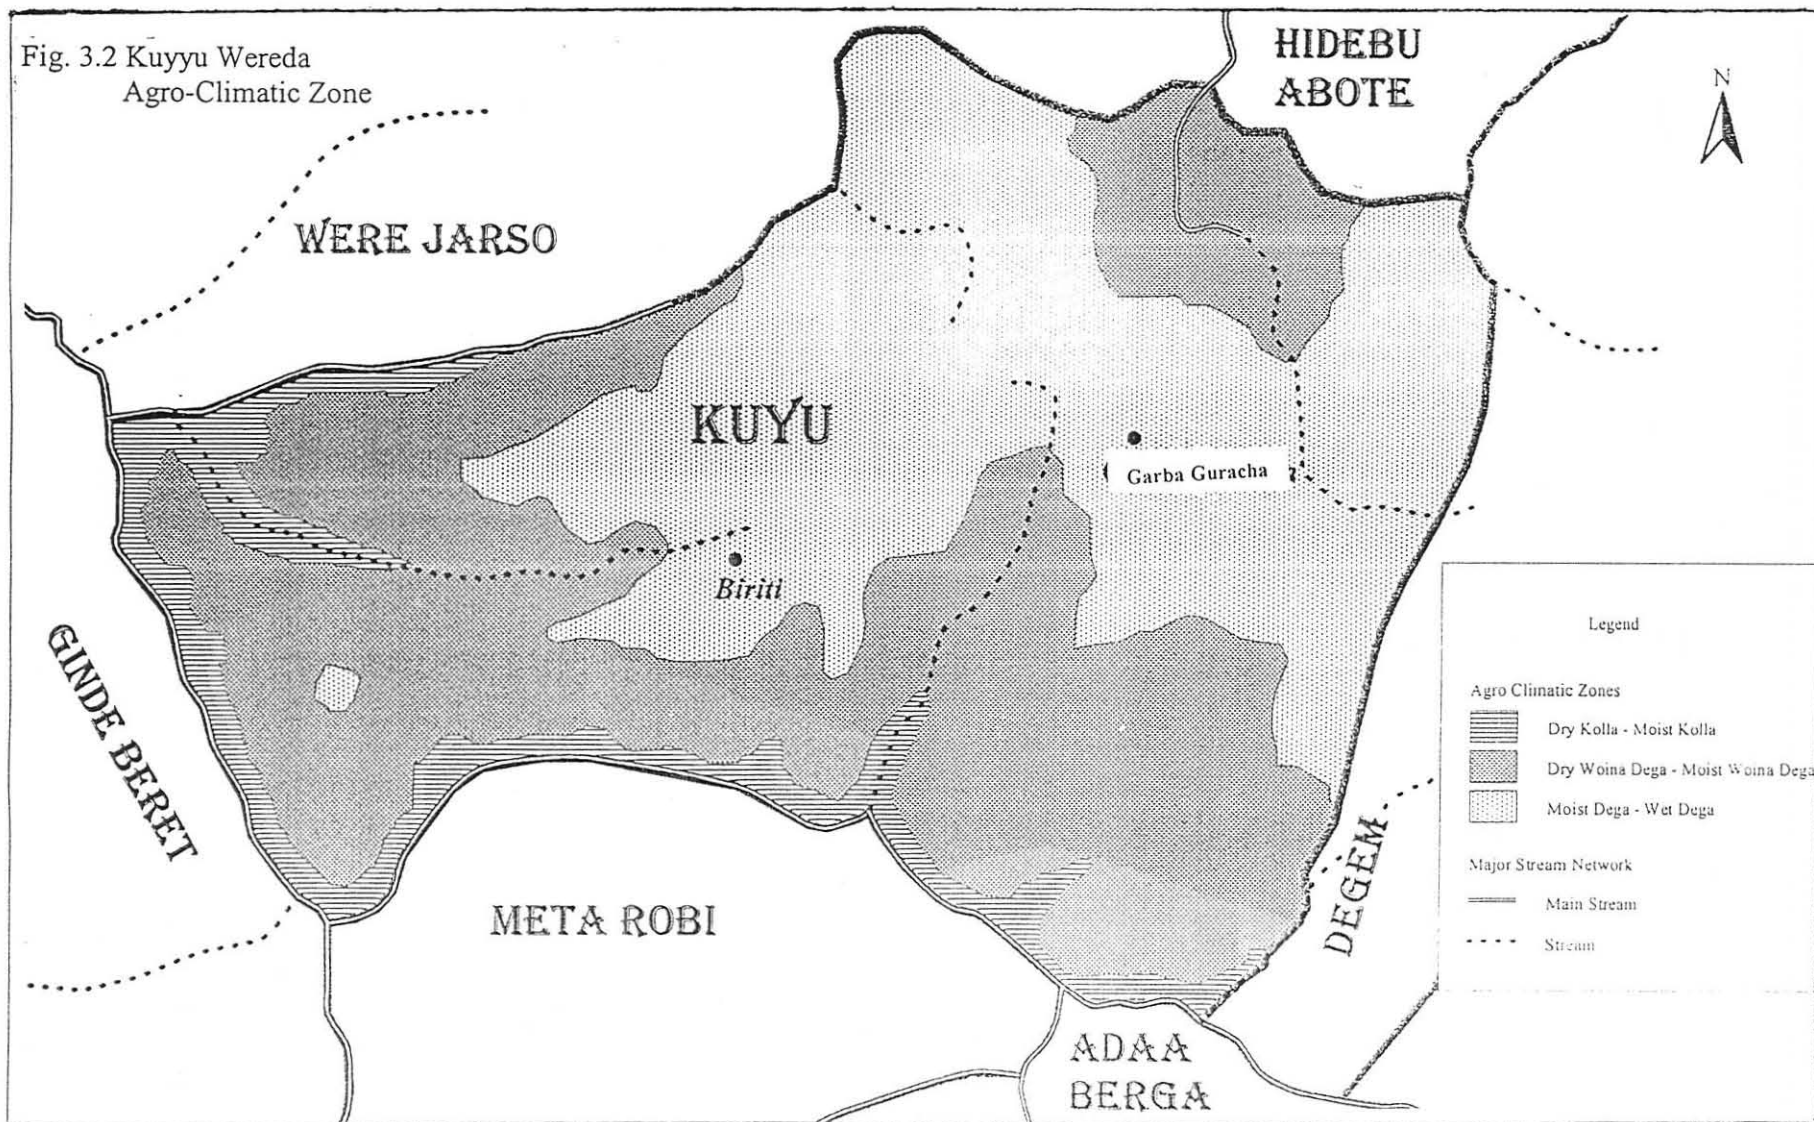 Fig. 3.2 Kuyyu Wereda
Agro-Climatic Zone
HIDEBU
ABOTE
N
WERE JARSO
KUYU
Garba Guracha
Biriti
GINDE BERET
META ROBI
DEGEM
ADAA
BERGA
Legend
Agro Climatic Zones
Dry Kolla - Moist Kolla
Dry Woina Dega - Moist Woina Dega
Moist Dega - Wet Dega
Major Stream Network
Main Stream
Stream